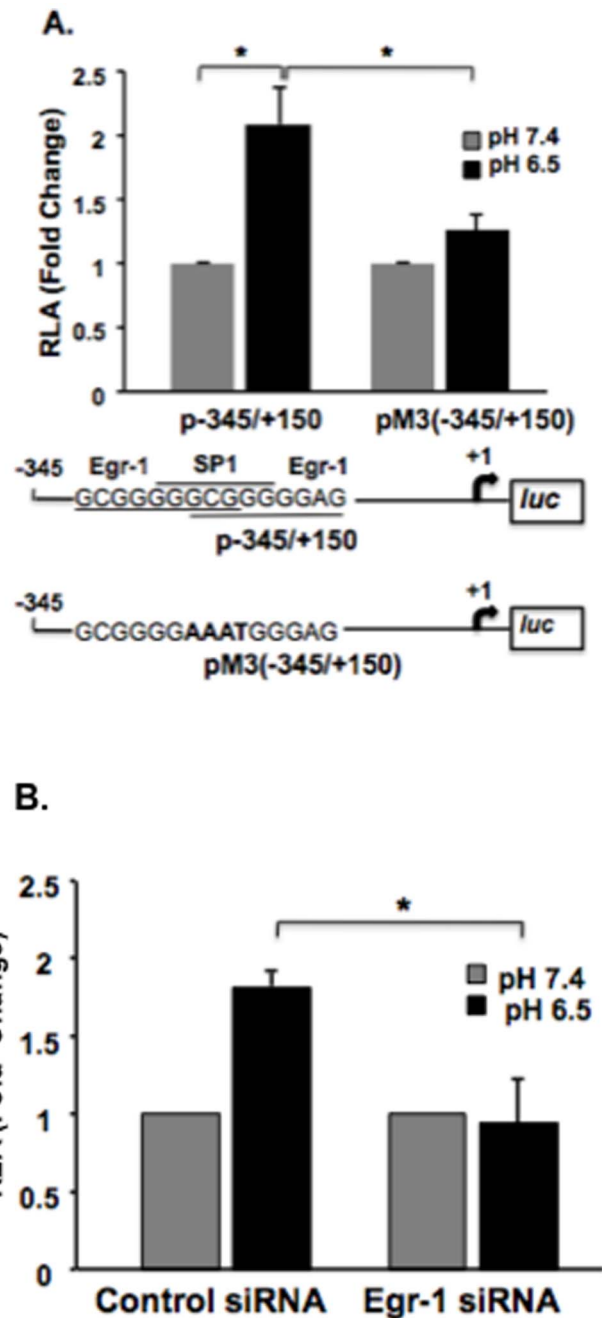 A.
* *
2.5
2
1.5
1
0.5
0
RLA (Fold Change)
pH 7.4
pH 6.5
p-345/+150 pM3(-345/+150)
-345 Egr-1 SP1 Egr-1 +1
GCGGGGGCGGGGGAG luc
p-345/+150
-345 +1
GCGGGGAAATGGGAG luc
pM3(-345/+150)
B.
*
2.5
2
1.5
1
0.5
0
pH 7.4
pH 6.5
Control siRNA Egr-1 siRNA